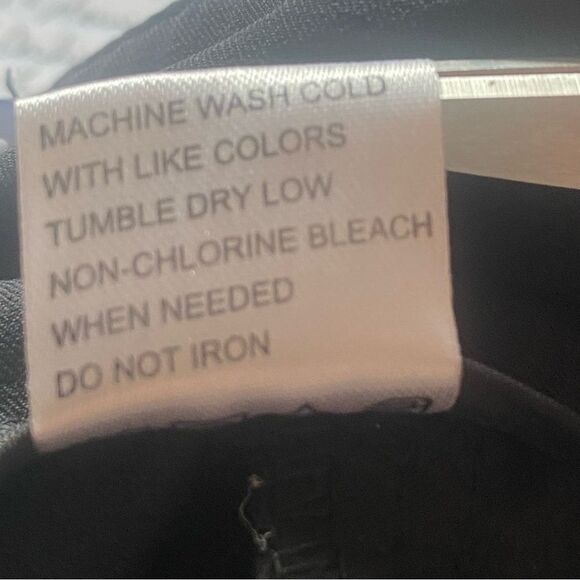 MACHINE WASH COLD
WITH LIKE COLORS
TUMBLE DRY LOW
NON-CHLORINE BLEACH
WHEN NEEDED
DO NOT IRON